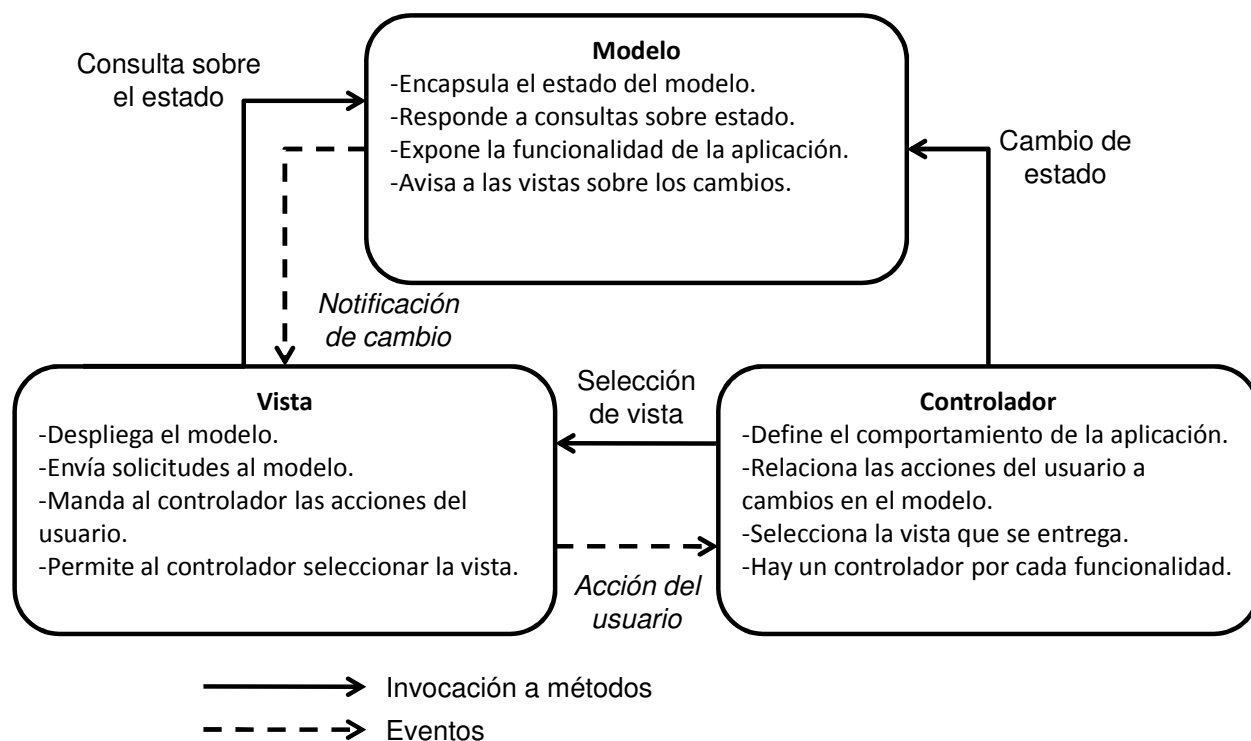 Modelo
-Encapsula el estado del modelo.
-Responde a consultas sobre estado.
-Expone la funcionalidad de la aplicación.
-Avisa a las vistas sobre los cambios.
Consulta sobre
el estado
Cambio de
estado
Notificación
de cambio
Vista
-Despliega el modelo.
-Envía solicitudes al modelo.
-Manda al controlador las acciones del
usuario.
-Permite al controlador seleccionar la vista.
Selección
de vista
Acción del
usuario
Controlador
-Define el comportamiento de la aplicación.
-Relaciona las acciones del usuario a
cambios en el modelo.
-Selecciona la vista que se entrega.
-Hay un controlador por cada funcionalidad.
Invocación a métodos
Eventos